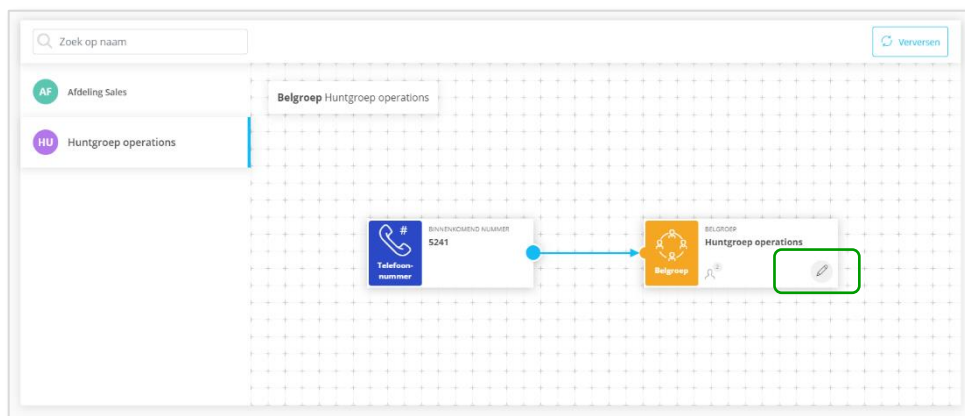 Zoek op naam
Verversen
AF Afdeling Sales
Belgroep Huntgroep operations
HU Huntgroep operations
#
BINNENKOMEND NUMMER
5241
Telefoon-
nummer
BELGROEP
Huntgroep operations
Belgroep
2